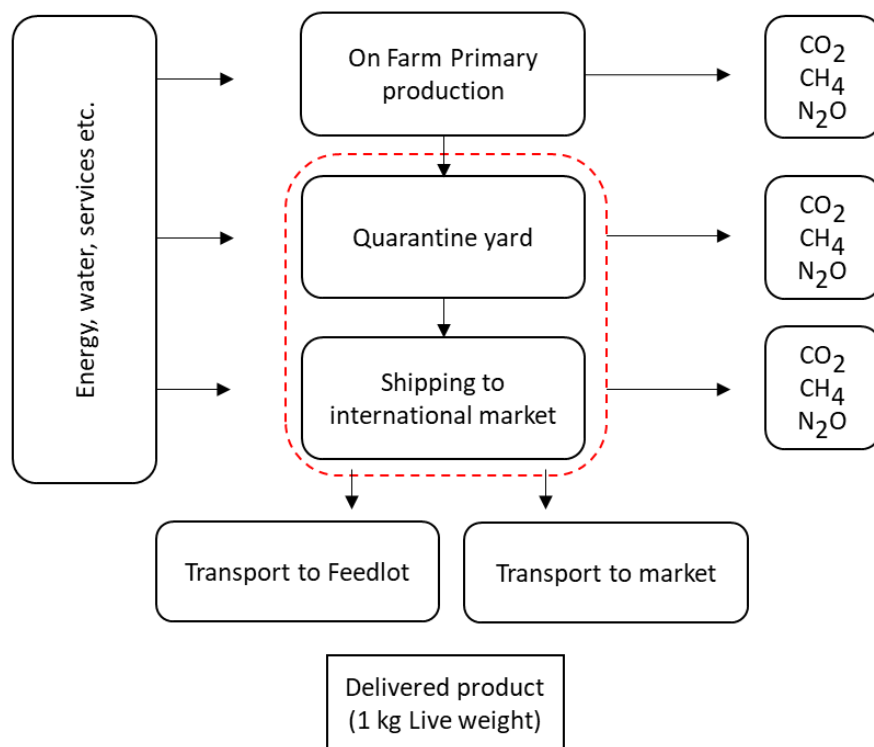 Energy, water, services etc.
On Farm Primary
production
CO2
CH4
N2O
Quarantine yard
CO2
CH4
N2O
Shipping to
international market
CO2
CH4
N2O
Transport to Feedlot
Transport to market
Delivered product
(1 kg Live weight)